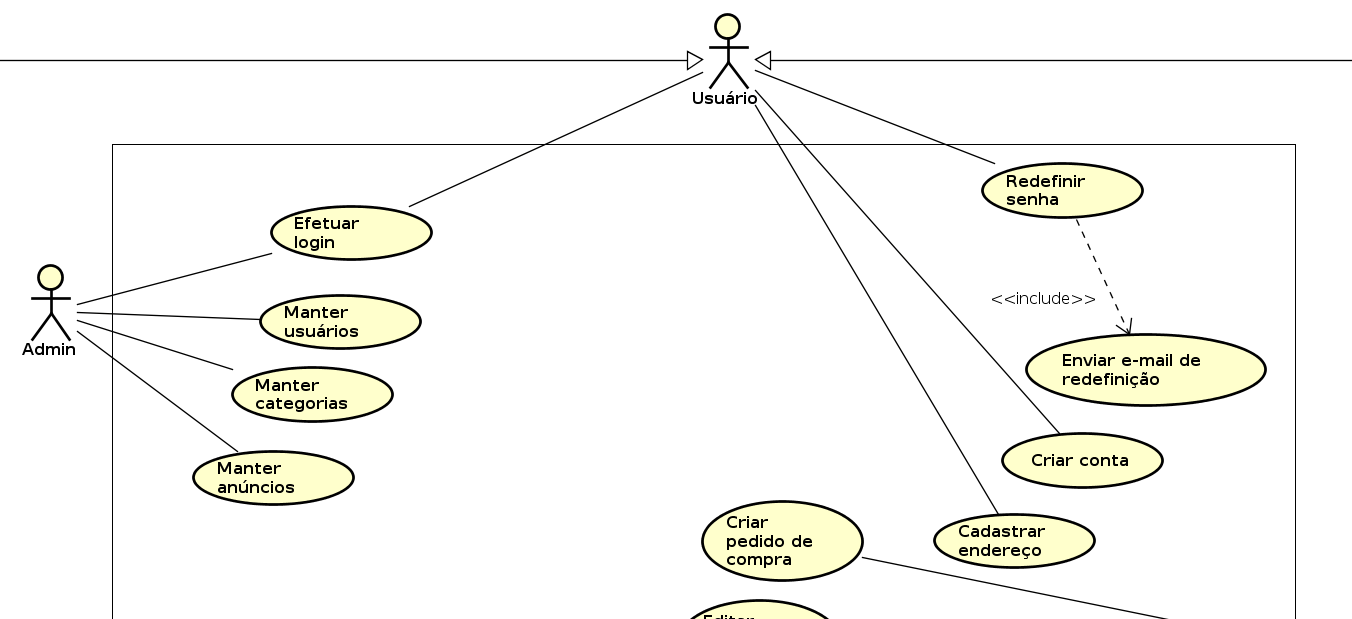 Usuário
Redefinir
senha
Efetuar
login
<<include>>
Manter
usuários
Admin
Enviar e-mail de
redefinição
Manter
categorias
Criar conta
Manter
anúncios
Criar
pedido de
compra
Cadastrar
endereço
Editar